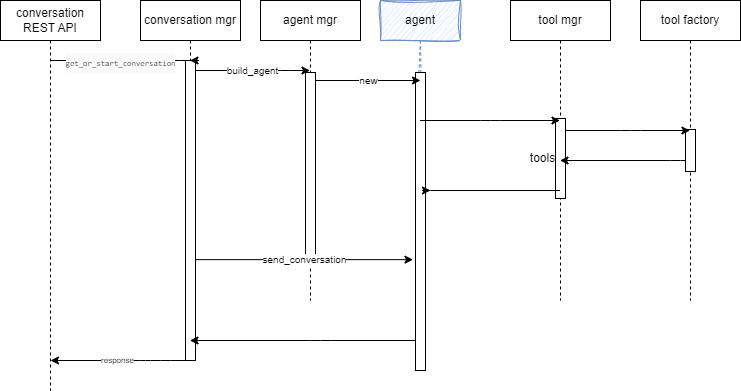 conversation
REST API
conversation mgr
agent mgr
agent
tool mgr
tool factory
get_or_start_conversation
build_agent
new
tools
send_conversation
response